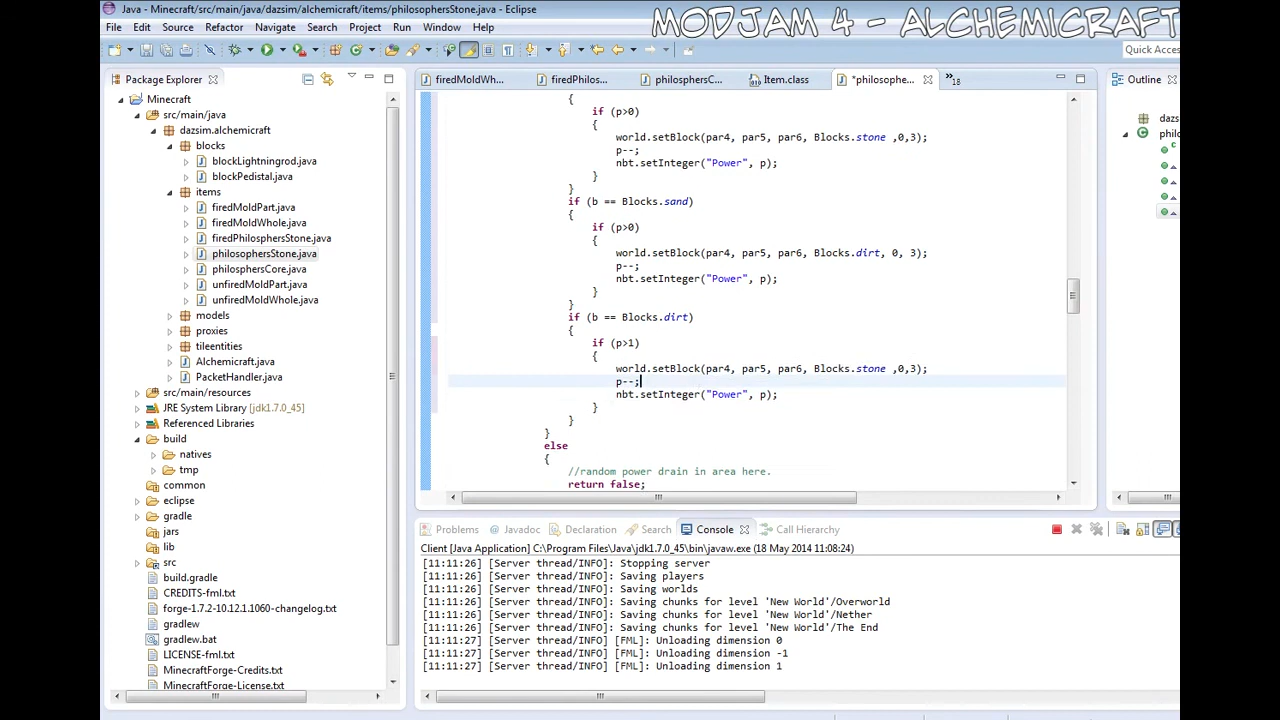 Java - Minecraft/src/main/java/dazsim/alchemicraft/items/philosophersStone.java - Eclipse
MODJAM 4 - ALCHEMICRAFT
File Edit Source Refactor Navigate Search Project Run Window Help
Quick Acces
Package Explorer
firedMoldWh... firedPhilos... philosphersC... Item.class *philosophe... »18
Outline
Minecraft
src/main/java
dazsim.alchemicraft
blocks
blockLightningrod.java
blockPedistal.java
items
firedMoldPart.java
firedMoldWhole.java
firedPhilosphersStone.java
philosophersStone.java
philosphersCore.java
unfiredMoldPart.java
unfiredMoldWhole.java
models
proxies
tileentities
Alchemicraft.java
PacketHandler.java
src/main/resources
JRE System Library [jdk1.7.0_45]
Referenced Libraries
build
natives
tmp
common
eclipse
gradle
jars
lib
src
build.gradle
CREDITS-fml.txt
forge-1.7.2-10.12.1.1060-changelog.txt
gradlew
gradlew.bat
LICENSE-fml.txt
MinecraftForge-Credits.txt
MinecraftForge-License.txt
{
if (p>0)
{
world.setBlock(par4, par5, par6, Blocks.stone ,0,3);
p--;
nbt.setInteger("Power", p);
}
}
if (b == Blocks.sand)
{
if (p>0)
{
world.setBlock(par4, par5, par6, Blocks.dirt, 0, 3);
p--;
nbt.setInteger("Power", p);
}
}
if (b == Blocks.dirt)
{
if (p>1)
{
world.setBlock(par4, par5, par6, Blocks.stone ,0,3);
p--;
nbt.setInteger("Power", p);
}
}
}
else
{
//random power drain in area here.
return false;
dazs
phil
Problems Javadoc Declaration Search Console Call Hierarchy
Client [Java Application] C:\Program Files\Java\jdk1.7.0_45\bin\javaw.exe (18 May 2014 11:08:24)
[11:11:26] [Server thread/INFO]: Stopping server
[11:11:26] [Server thread/INFO]: Saving players
[11:11:26] [Server thread/INFO]: Saving worlds
[11:11:26] [Server thread/INFO]: Saving chunks for level 'New World'/Overworld
[11:11:26] [Server thread/INFO]: Saving chunks for level 'New World'/Nether
[11:11:26] [Server thread/INFO]: Saving chunks for level 'New World'/The End
[11:11:27] [Server thread/INFO] [FML]: Unloading dimension 0
[11:11:27] [Server thread/INFO] [FML]: Unloading dimension -1
[11:11:27] [Server thread/INFO] [FML]: Unloading dimension 1